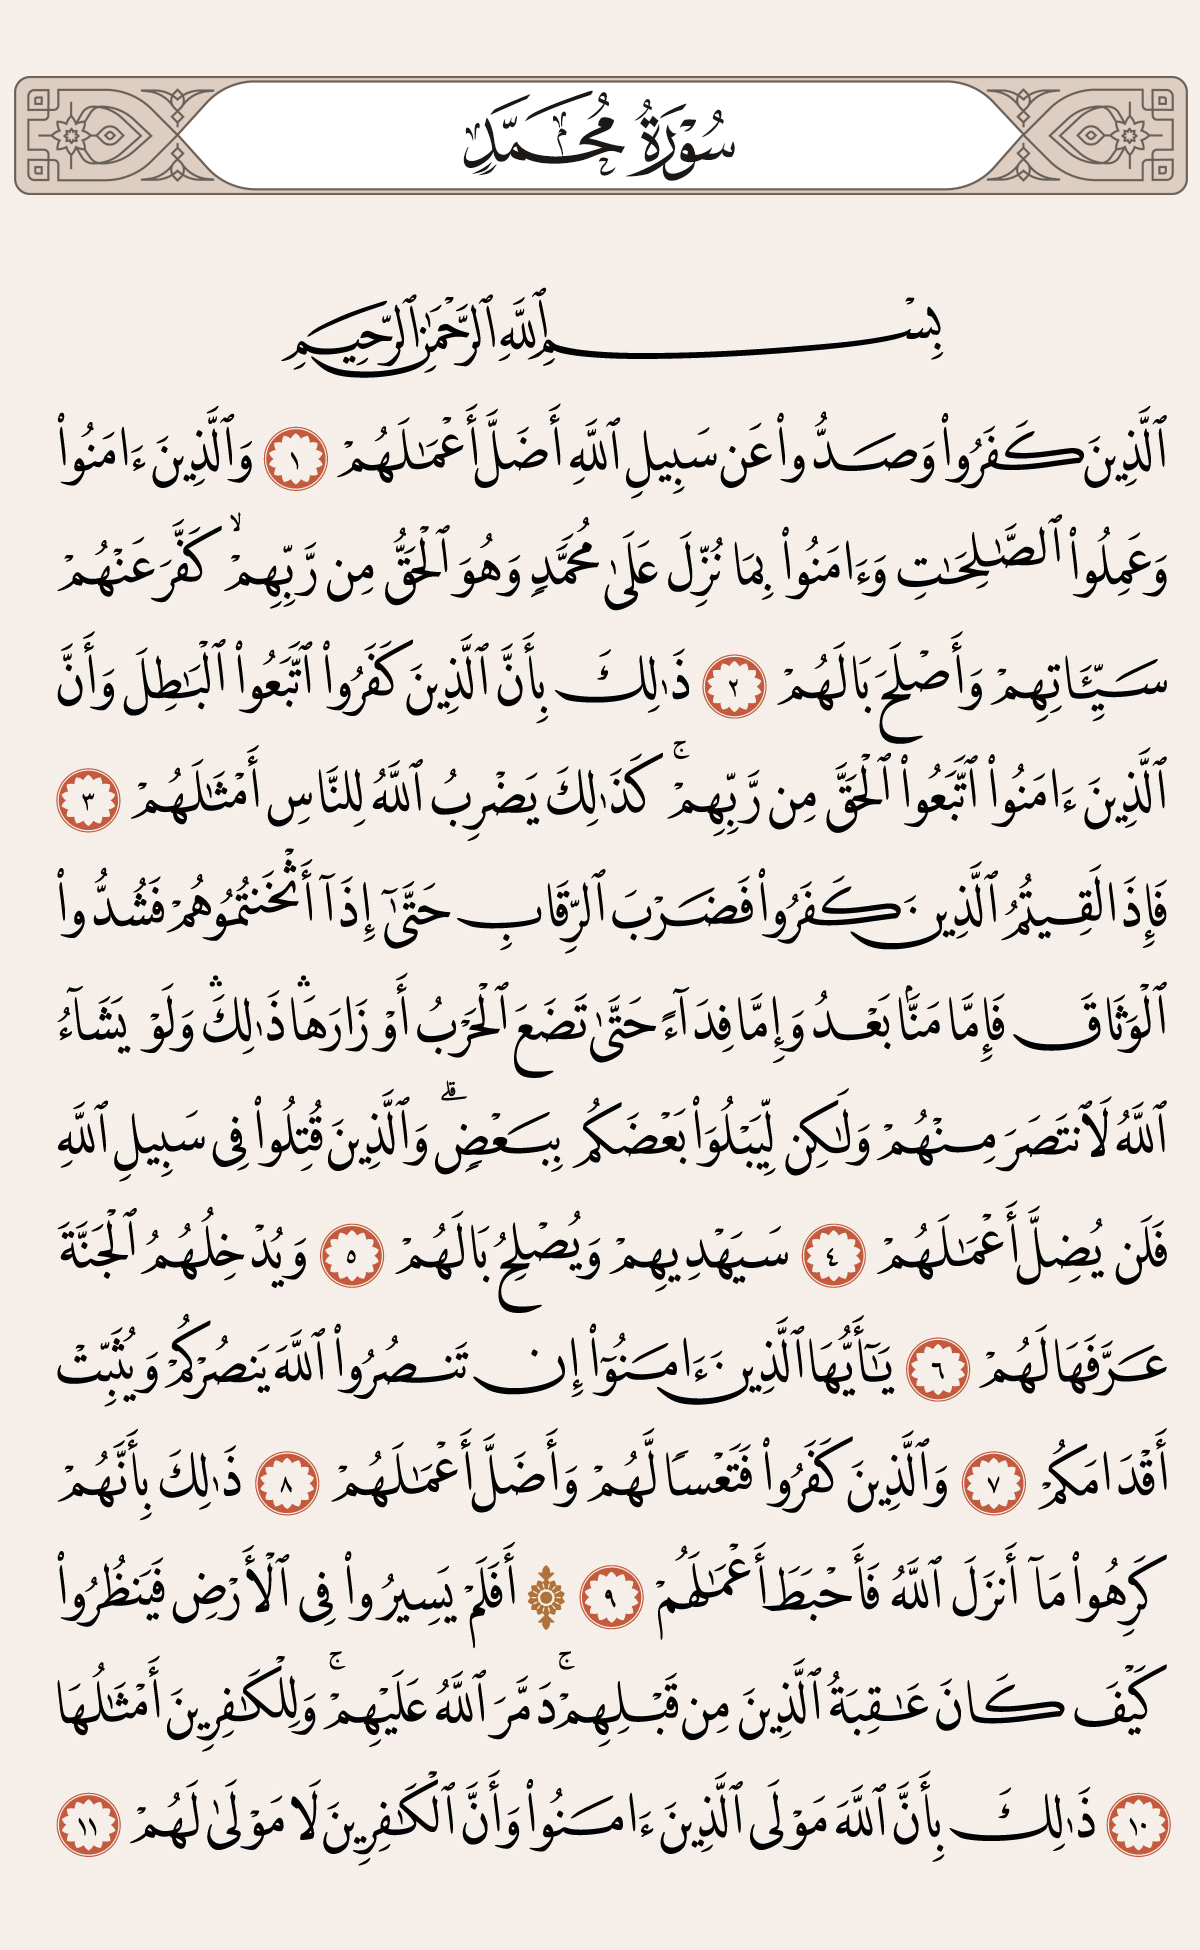 سُورَةُ مُحَمَّدٍ
بِسْمِ ٱللَّهِ ٱلرَّحْمَٰنِ ٱلرَّحِيمِ
ٱلَّذِينَ كَفَرُوا۟ وَصَدُّوا۟ عَن سَبِيلِ ٱللَّهِ أَضَلَّ أَعْمَٰلَهُمْ ١ وَٱلَّذِينَ ءَامَنُوا۟
وَعَمِلُوا۟ ٱلصَّٰلِحَٰتِ وَءَامَنُوا۟ بِمَا نُزِّلَ عَلَىٰ مُحَمَّدٍ وَهُوَ ٱلْحَقُّ مِن رَّبِّهِمْ ۙ كَفَّرَ عَنْهُمْ
سَيِّـَٔاتِهِمْ وَأَصْلَحَ بَالَهُمْ ٢ ذَٰلِكَ بِأَنَّ ٱلَّذِينَ كَفَرُوا۟ ٱتَّبَعُوا۟ ٱلْبَٰطِلَ وَأَنَّ
ٱلَّذِينَ ءَامَنُوا۟ ٱتَّبَعُوا۟ ٱلْحَقَّ مِن رَّبِّهِمْ ۚ كَذَٰلِكَ يَضْرِبُ ٱللَّهُ لِلنَّاسِ أَمْثَٰلَهُمْ ٣
فَإِذَا لَقِيتُمُ ٱلَّذِينَ كَفَرُوا۟ فَضَرْبَ ٱلرِّقَابِ حَتَّىٰٓ إِذَآ أَثْخَنتُمُوهُمْ فَشُدُّوا۟
ٱلْوَثَاقَ فَإِمَّا مَنًّۢا بَعْدُ وَإِمَّا فِدَآءً حَتَّىٰ تَضَعَ ٱلْحَرْبُ أَوْزَارَهَا ۛ ذَٰلِكَ ۛ وَلَوْ يَشَآءُ
ٱللَّهُ لَٱنتَصَرَ مِنْهُمْ وَلَٰكِن لِّيَبْلُوَا۟ بَعْضَكُم بِبَعْضٍ ۗ وَٱلَّذِينَ قُتِلُوا۟ فِى سَبِيلِ ٱللَّهِ
فَلَن يُضِلَّ أَعْمَٰلَهُمْ ٤ سَيَهْدِيهِمْ وَيُصْلِحُ بَالَهُمْ ٥ وَيُدْخِلُهُمُ ٱلْجَنَّةَ
عَرَّفَهَا لَهُمْ ٦ يَٰٓأَيُّهَا ٱلَّذِينَ ءَامَنُوٓا۟ إِن تَنصُرُوا۟ ٱللَّهَ يَنصُرْكُمْ وَيُثَبِّتْ
أَقْدَامَكُمْ ٧ وَٱلَّذِينَ كَفَرُوا۟ فَتَعْسًا لَّهُمْ وَأَضَلَّ أَعْمَٰلَهُمْ ٨ ذَٰلِكَ بِأَنَّهُمْ
كَرِهُوا۟ مَآ أَنزَلَ ٱللَّهُ فَأَحْبَطَ أَعْمَٰلَهُمْ ٩ ۞ أَفَلَمْ يَسِيرُوا۟ فِى ٱلْأَرْضِ فَيَنظُرُوا۟
كَيْفَ كَانَ عَٰقِبَةُ ٱلَّذِينَ مِن قَبْلِهِمْ ۚ دَمَّرَ ٱللَّهُ عَلَيْهِمْ ۚ وَلِلْكَٰفِرِينَ أَمْثَٰلُهَا
١٠ ذَٰلِكَ بِأَنَّ ٱللَّهَ مَوْلَى ٱلَّذِينَ ءَامَنُوا۟ وَأَنَّ ٱلْكَٰفِرِينَ لَا مَوْلَىٰ لَهُمْ ١١